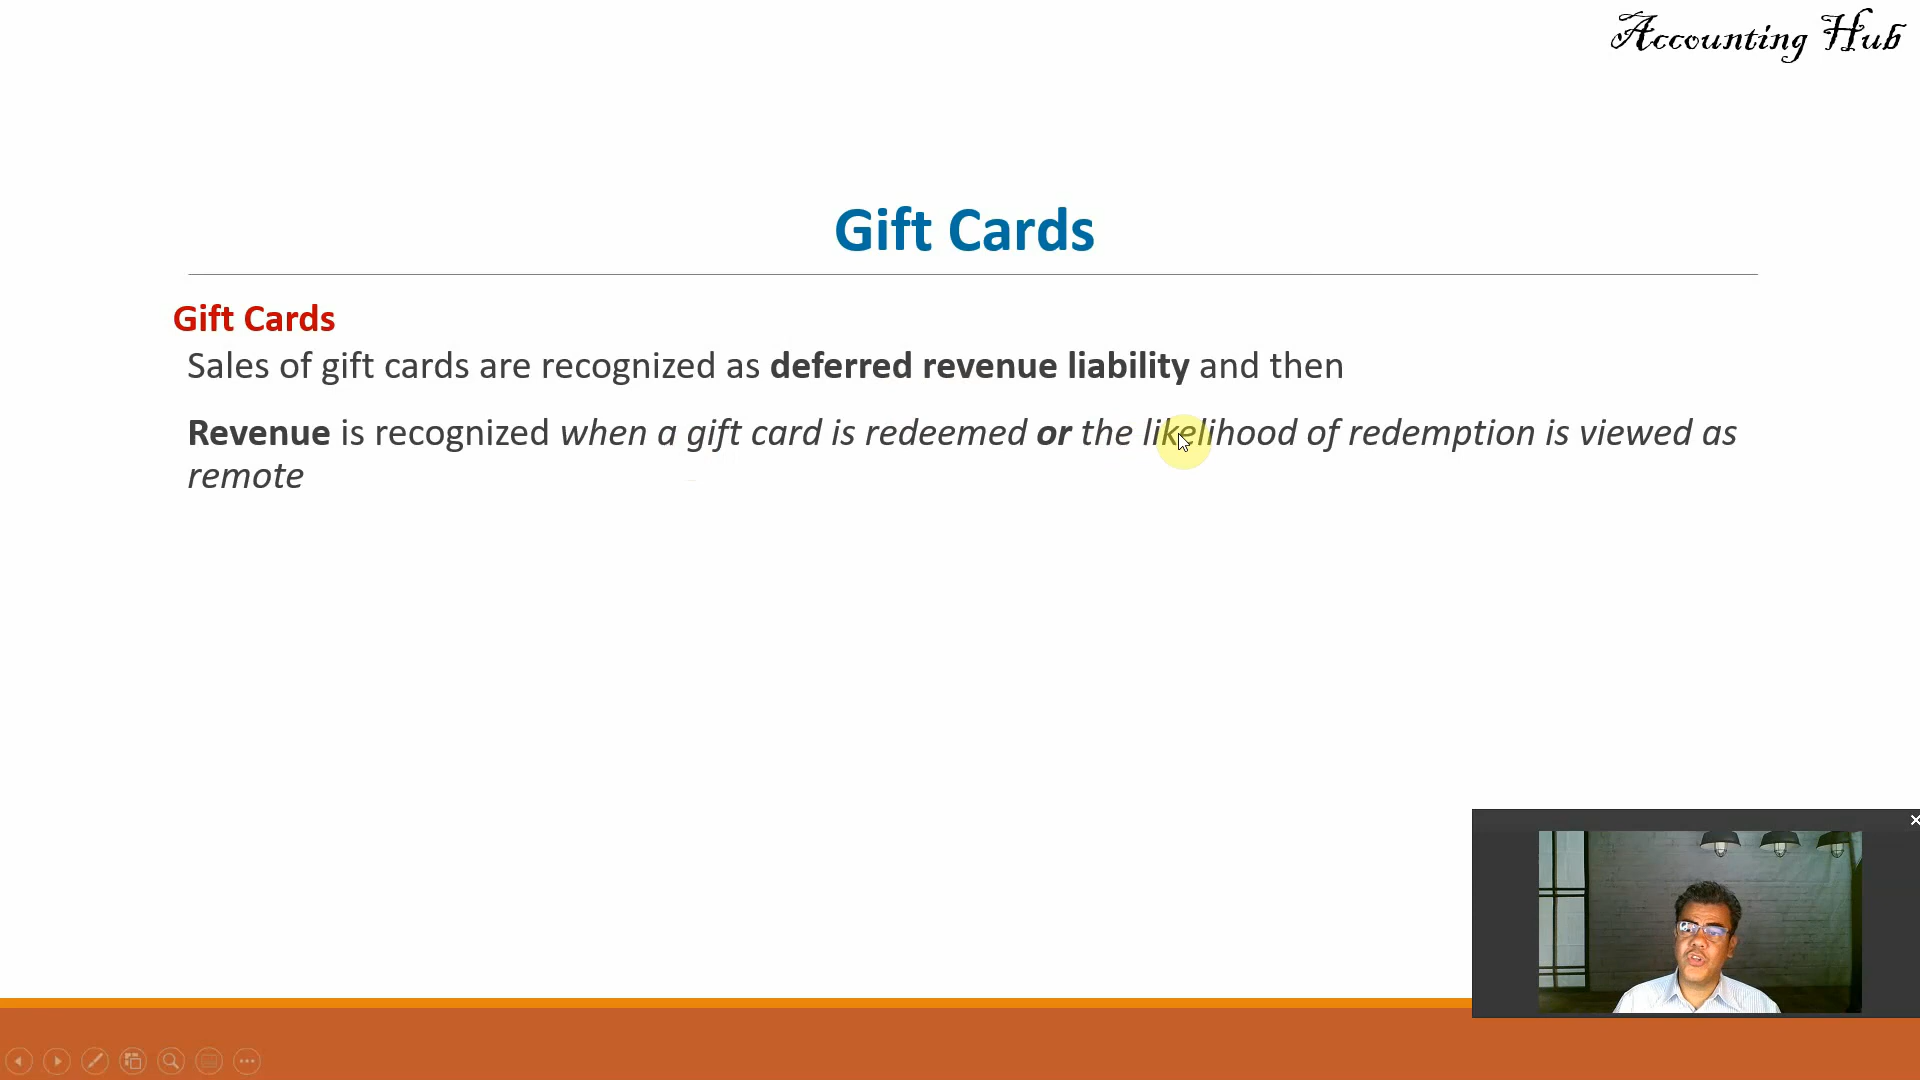 Accounting Hub
Gift Cards
Gift Cards
Sales of gift cards are recognized as deferred revenue liability and then
Revenue is recognized when a gift card is redeemed or the likelihood of redemption is viewed as
remote